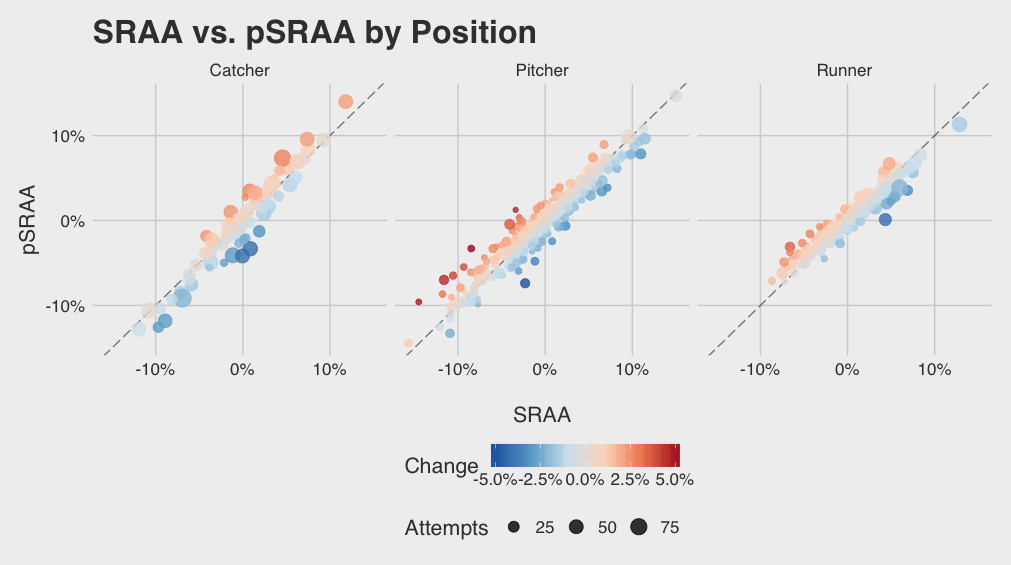 SRAA vs. pSRAA by Position
Catcher Pitcher Runner
pSRAA
10%
0%
-10%
-10% 0% 10% -10% 0% 10% -10% 0% 10%
SRAA
Change
-5.0% -2.5% 0.0% 2.5% 5.0%
Attempts 25 50 75